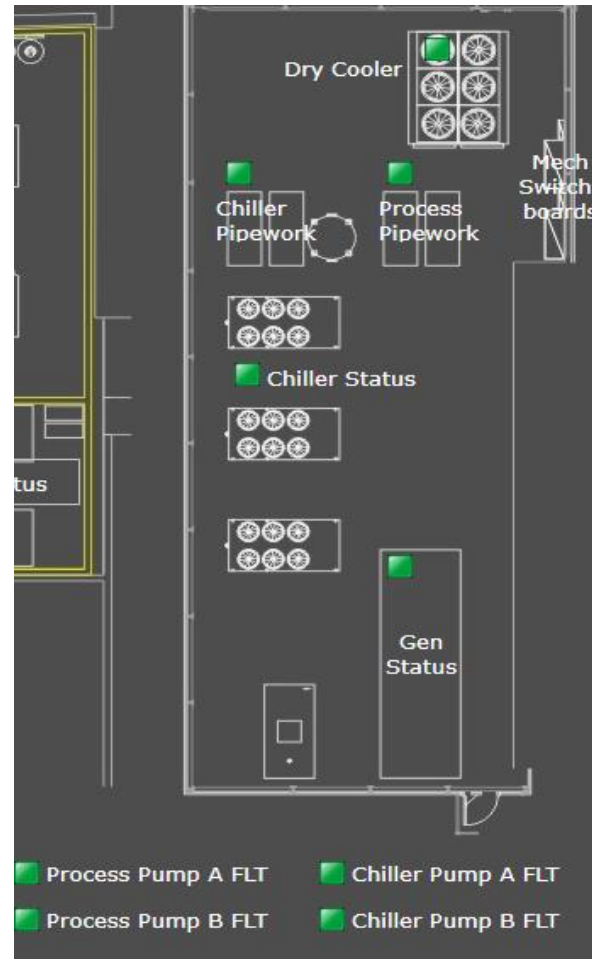 Dry Cooler
Mech
Switch
boards
Chiller
Pipework
Process
Pipework
Chiller Status
tus
Gen
Status
Process Pump A FLT
Chiller Pump A FLT
Process Pump B FLT
Chiller Pump B FLT